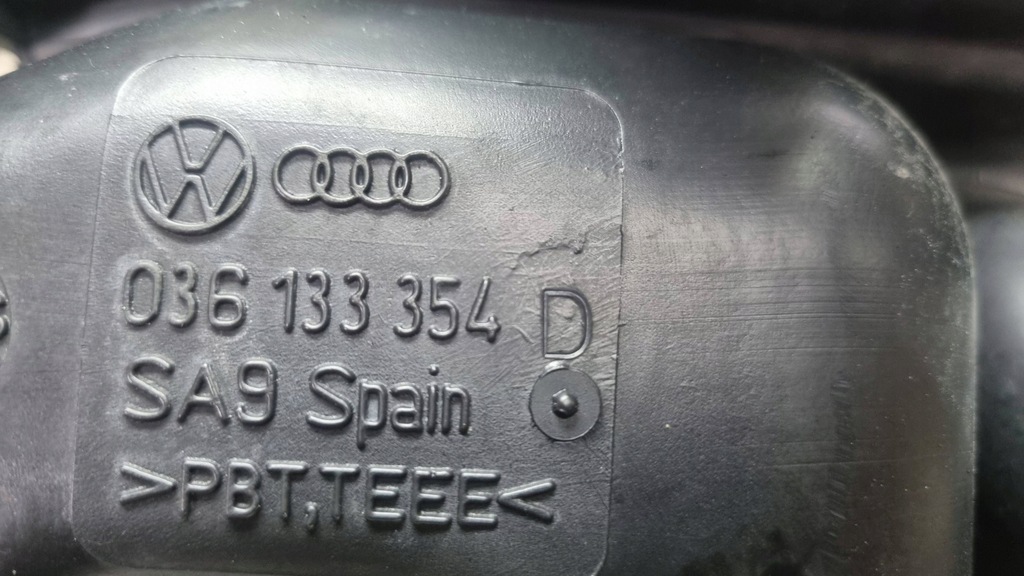 036 133 354 D
SA9 Spain
>PBT,TEEE<